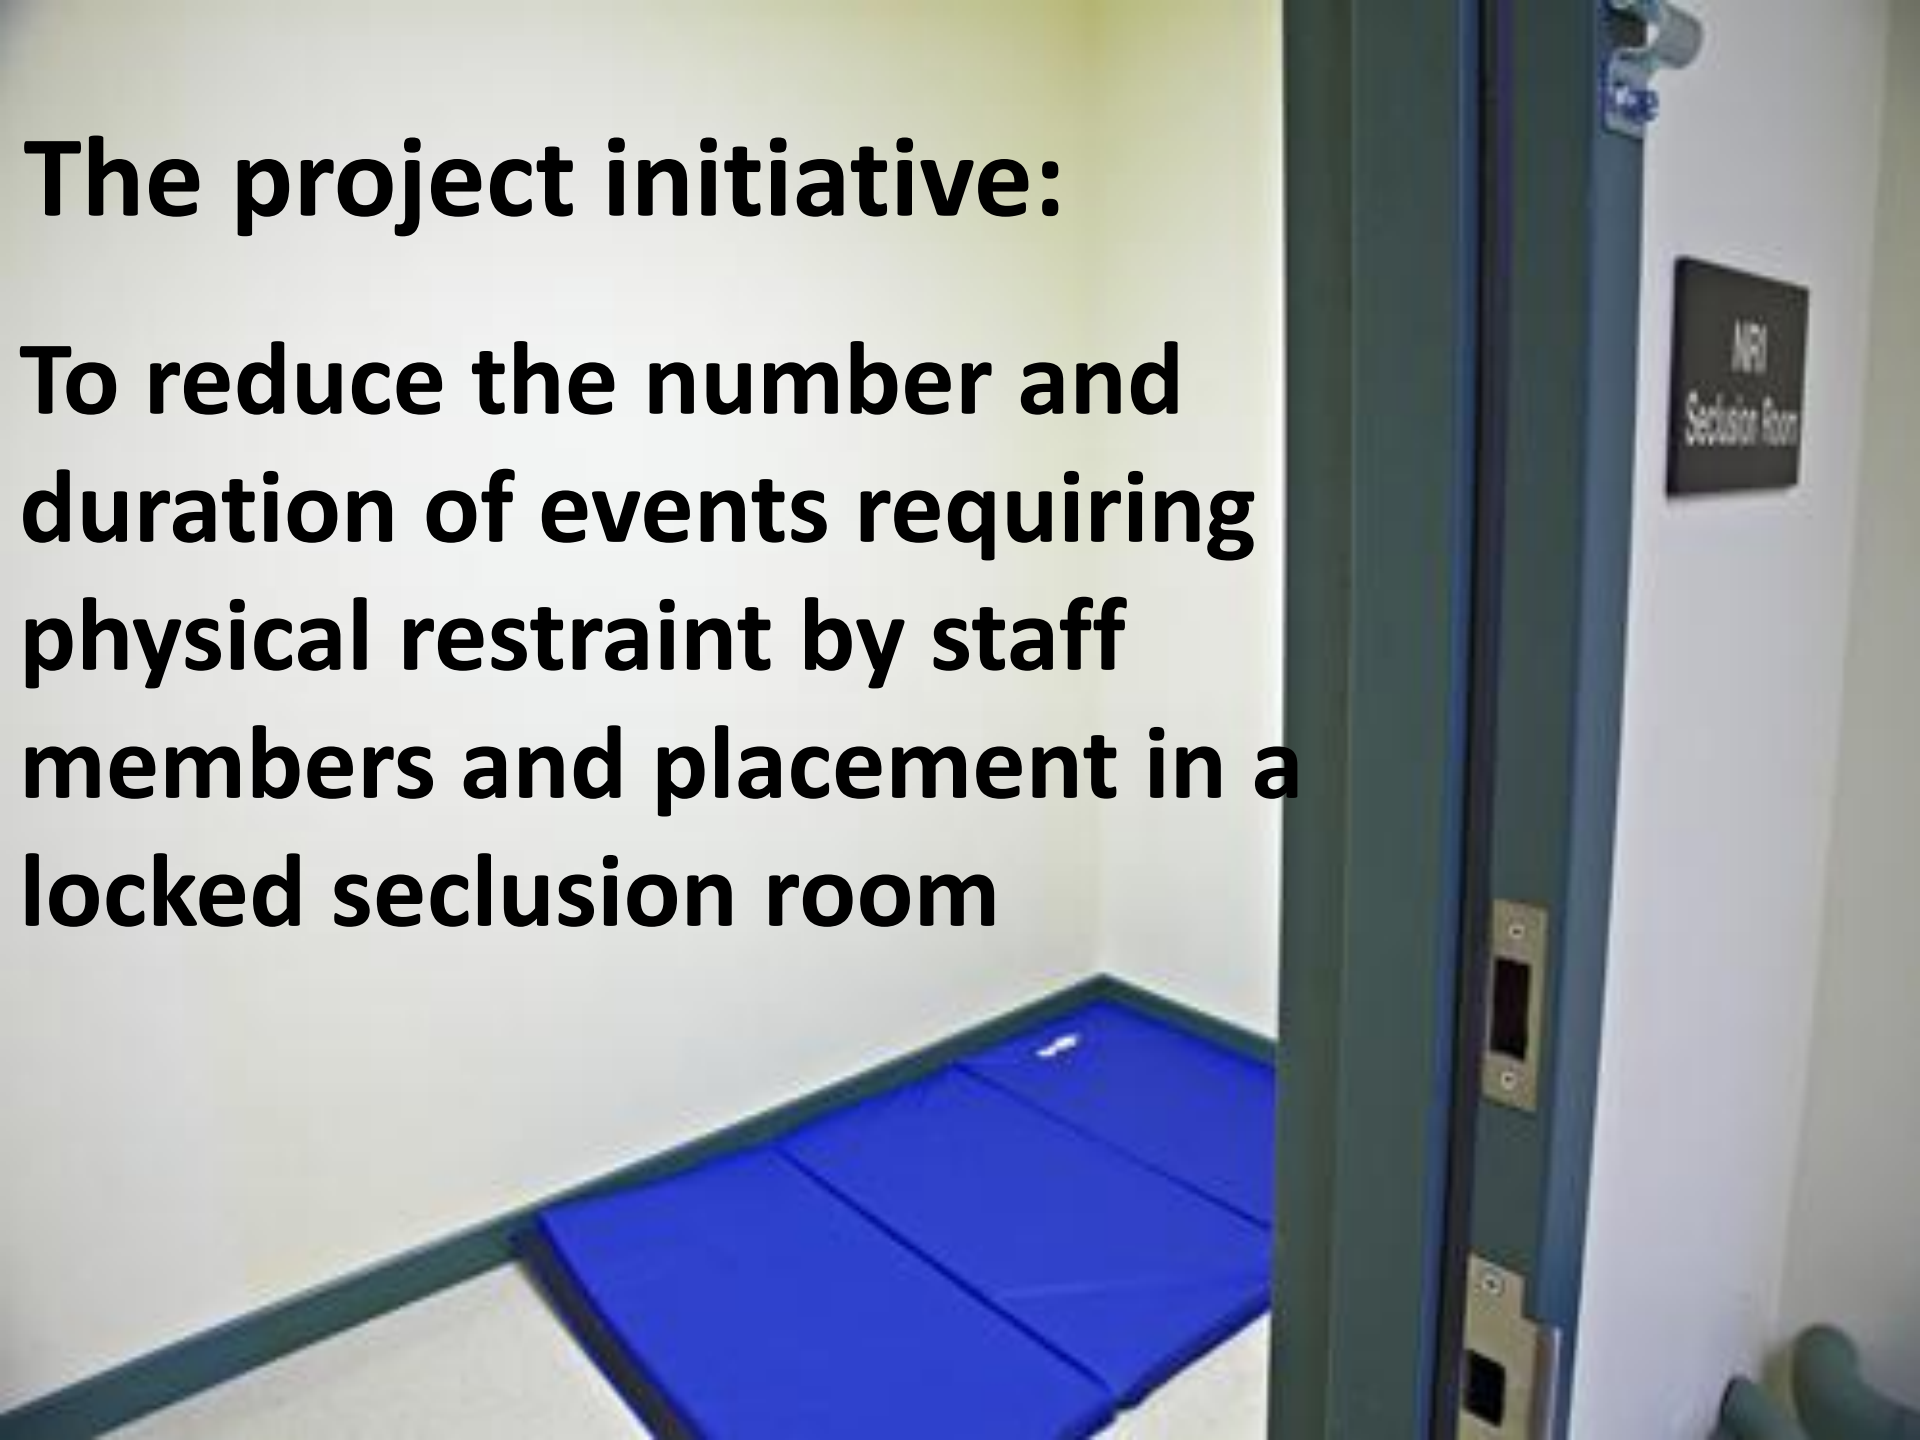 The project initiative:
To reduce the number and
duration of events requiring
physical restraint by staff
members and placement in a
locked seclusion room
NR1
Seclusion Room